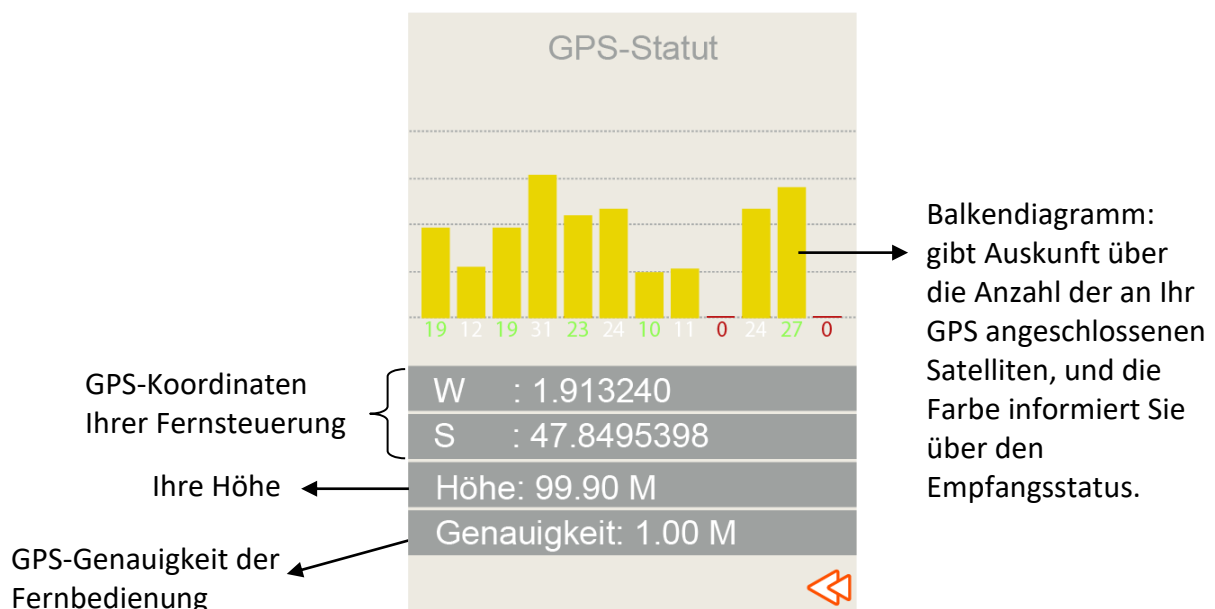 GPS-Statut
19 12 19 31 23 24 10 11 0 24 27 0
Balkendiagramm:
gibt Auskunft über
die Anzahl der an Ihr
GPS angeschlossenen
Satelliten, und die
Farbe informiert Sie
über den
Empfangsstatus.
GPS-Koordinaten
Ihrer Fernsteuerung
W : 1.913240
S : 47.8495398
Ihre Höhe
Höhe: 99.90 M
Genauigkeit: 1.00 M
GPS-Genauigkeit der
Fernbedienung